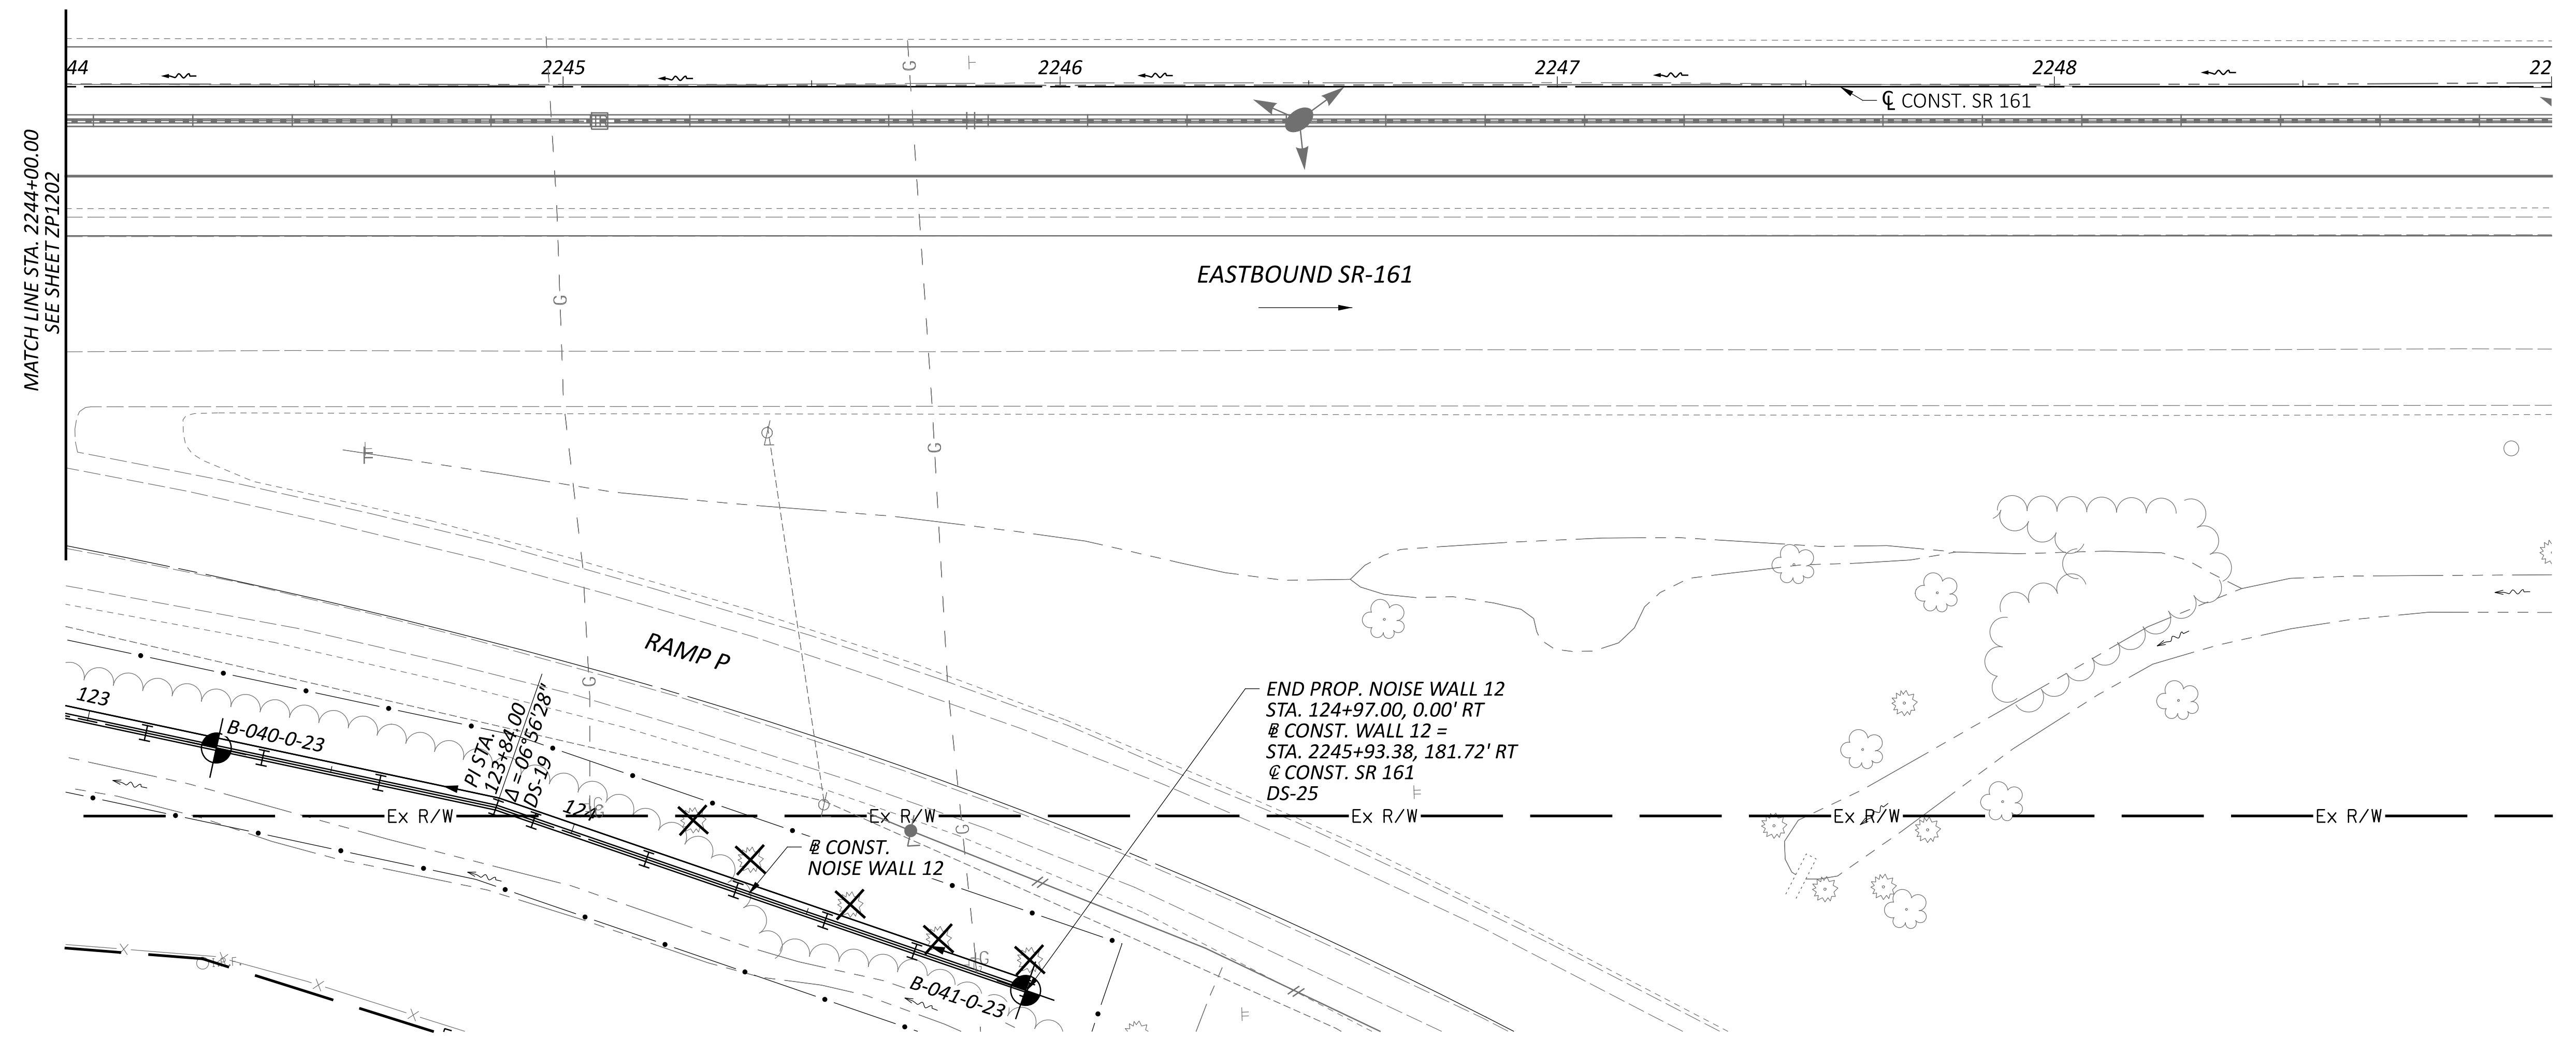 44
2245
2246
2247
2248
22
℄ CONST. SR 161
MATCH LINE STA. 2244+00.00
SEE SHEET ZP1202
G
G
EASTBOUND SR-161
G
G
RAMP P
G
123
B-040-0-23
PI STA.
123+84.00
Δ = 06°56'28"
DS-19
124
G
END PROP. NOISE WALL 12
STA. 124+97.00, 0.00' RT
BL CONST. WALL 12 =
STA. 2245+93.38, 181.72' RT
℄ CONST. SR 161
DS-25
Ex R/W
Ex R/W
Ex R/W
Ex R/W
Ex R/W
G
BL CONST.
NOISE WALL 12
G
B-041-0-23